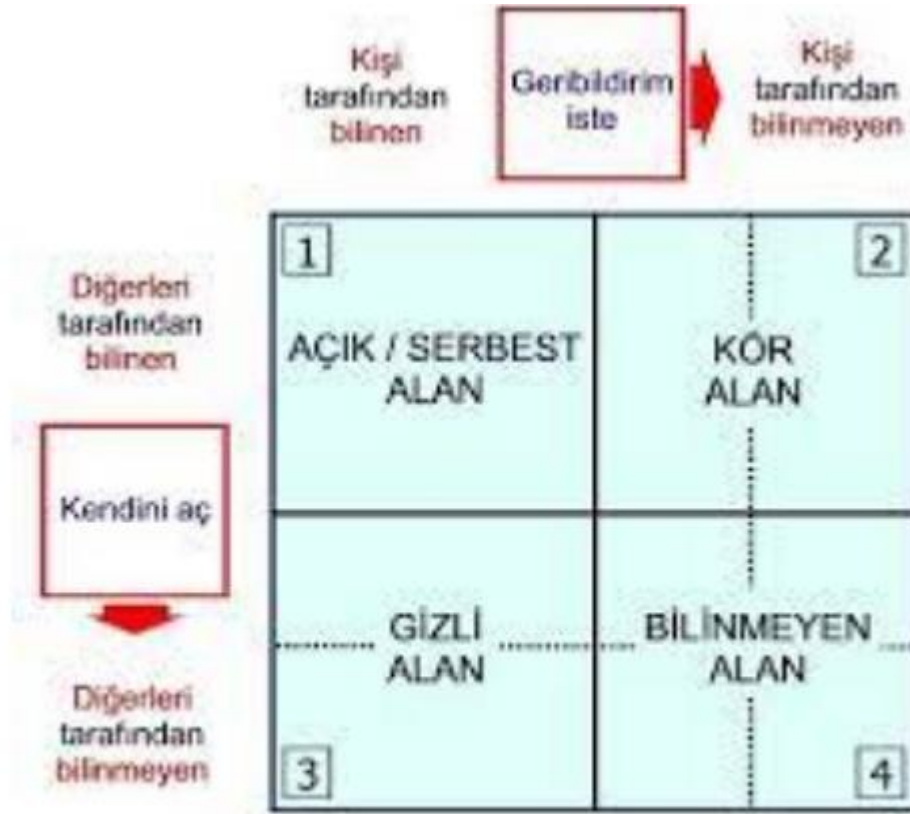 Kişi
tarafından
bilinen
Geribildirim
iste
Kişi
tarafından
bilinmeyen
Diğerleri
tarafından
bilinen
1
AÇIK / SERBEST
ALAN
2
KÖR
ALAN
Kendini aç
Diğerleri
tarafından
bilinmeyen
GİZLİ
ALAN
3
BİLİNMEYEN
ALAN
4